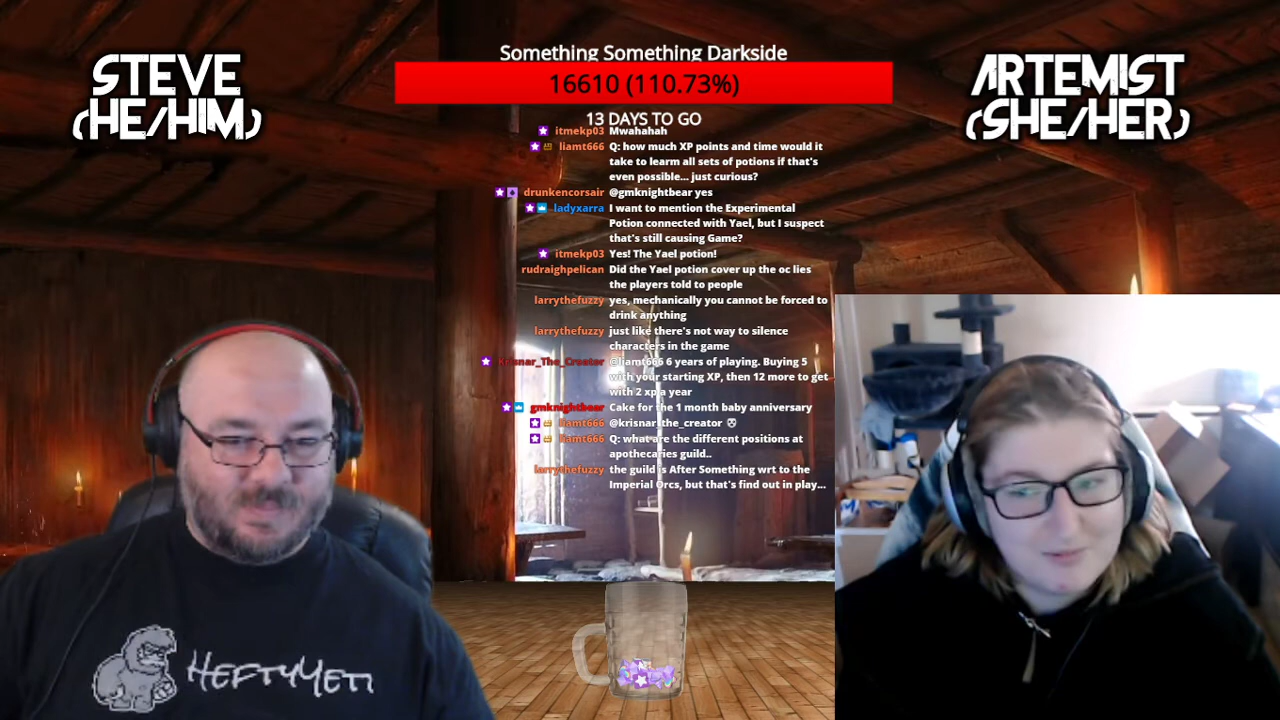 STEVE
(HE/HIM)
Something Something Darkside
16610 (110.73%)
13 DAYS TO GO
ARTEMIST
(SHE/HER)
itmekp03 Mwahahah
liamt666 Q: how much XP points and time would it
take to learm all sets of potions if that's
even possible... just curious?
drunkencorsair @gmknightbear yes
ladyxarra I want to mention the Experimental
Potion connected with Yael, but I suspect
that's still causing Game?
itmekp03 Yes! The Yael potion!
rudraighpelican Did the Yael potion cover up the oc lies
the players told to people
larrythefuzzy yes, mechanically you cannot be forced to
drink anything
larrythefuzzy just like there's not way to silence
characters in the game
krisnar_The_Creator @liamt666 6 years of playing. Buying 5
with your starting XP, then 12 more to get
with 2 xp a year
gmknightbear Cake for the 1 month baby anniversary
liamt666 @krisnar_the_creator
liamt666 Q: what are the different positions at
apothecaries guild..
larrythefuzzy the guild is After Something wrt to the
Imperial Orcs, but that's find out in play...
HEFTYYETI